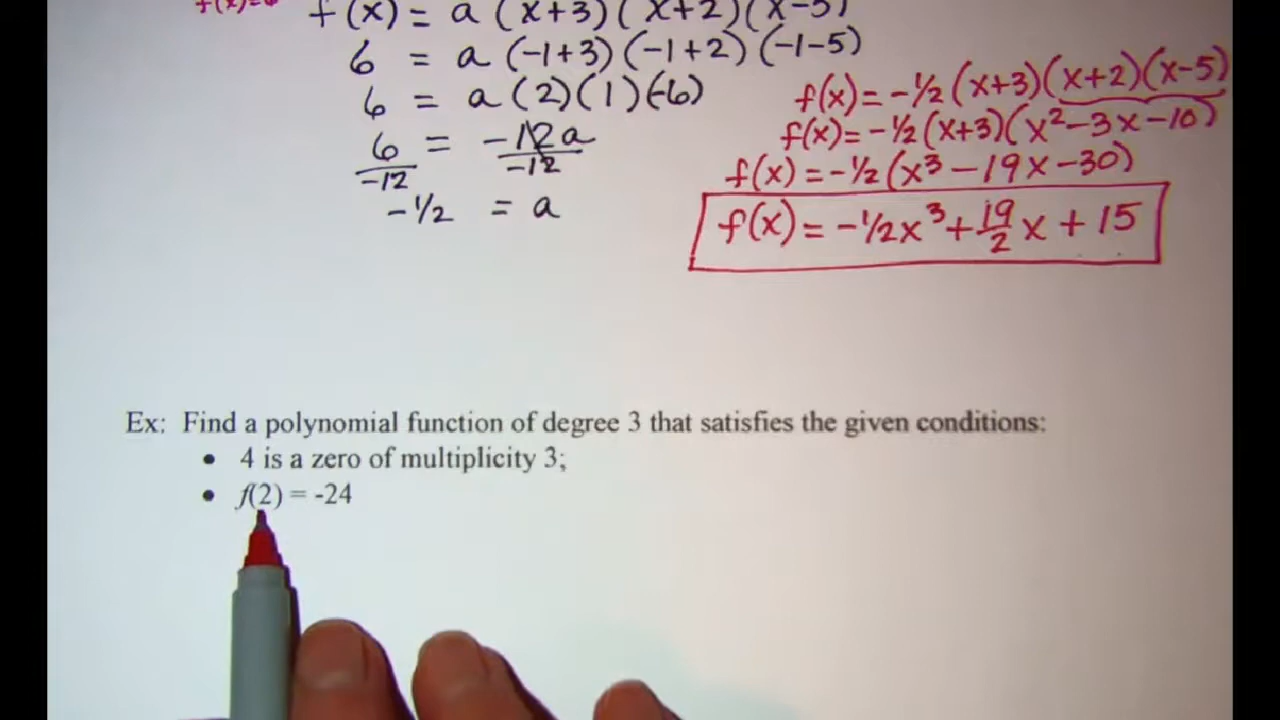 f(x)=6
f(x) = a (x+3)(x+2)(x-5)
6 = a (-1+3)(-1+2)(-1-5)
6 = a (2)(1)(-6)
6 = -12a
-12 -12
-1/2 = a
f(x) = -1/2 (x+3)(x+2)(x-5)
f(x) = -1/2 (x+3)(x²-3x-10)
f(x) = -1/2 (x³ - 19x - 30)
f(x) = -1/2x³ + 19/2 x + 15
Ex: Find a polynomial function of degree 3 that satisfies the given conditions:
• 4 is a zero of multiplicity 3;
• f(2) = -24